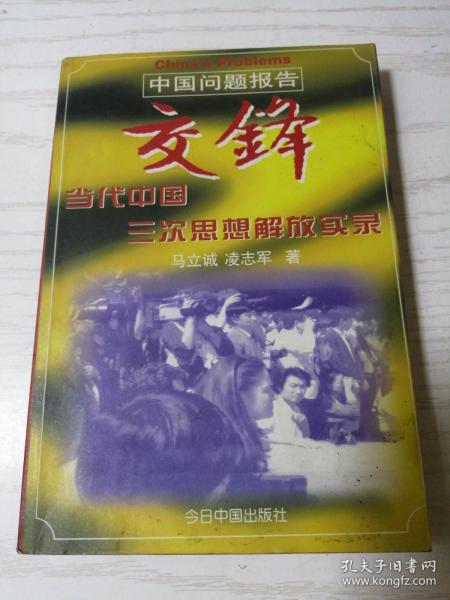 China's Problems
中国问题报告
交鋒
当代中国
三次思想解放实录
马立诚 凌志军 著
今日中国出版社
孔夫子旧书网
www.kongfz.com